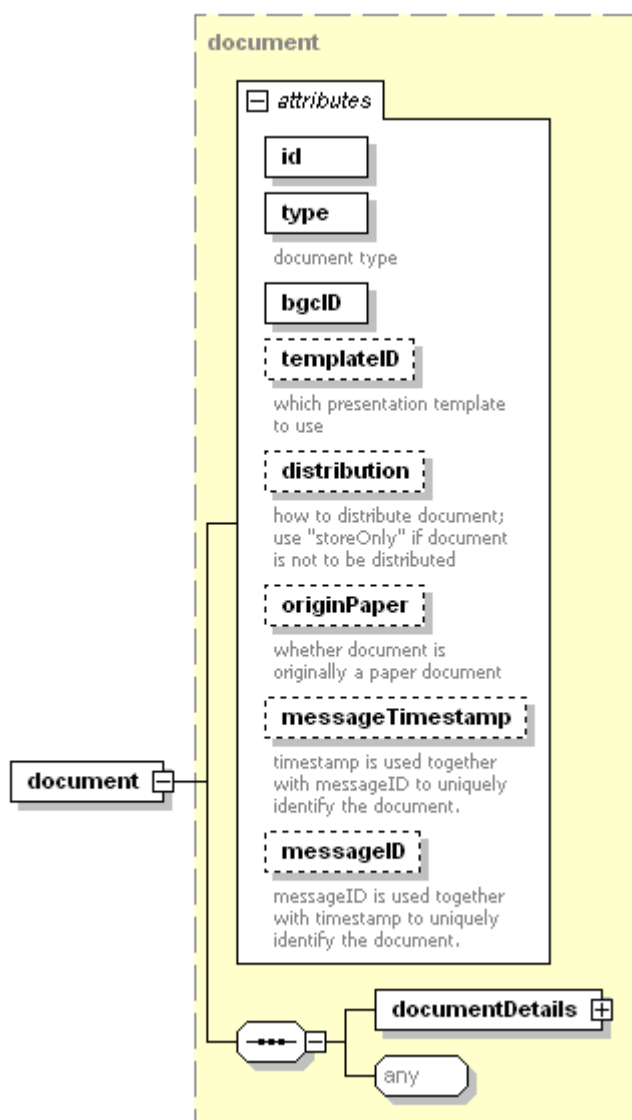 document
attributes
id
type
document type
bgcID
templateID
which presentation template
to use
distribution
how to distribute document;
use "storeOnly" if document
is not to be distributed
originPaper
whether document is
originally a paper document
messageTimestamp
timestamp is used together
with messageID to uniquely
identify the document.
messageID
messageID is used together
with timestamp to uniquely
identify the document.
document
documentDetails
any